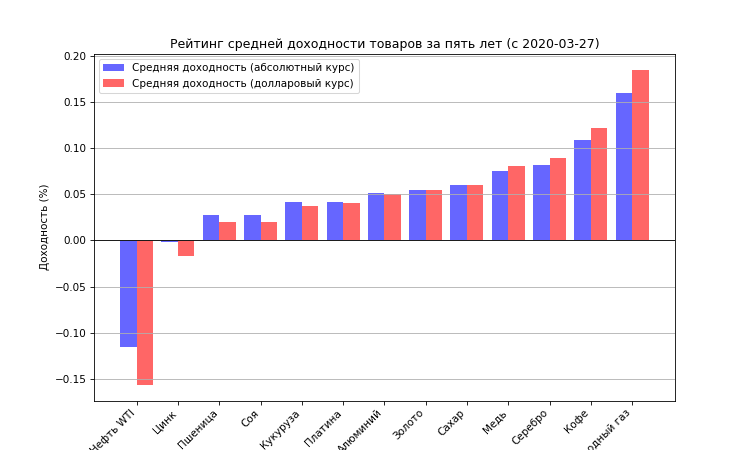 Рейтинг средней доходности товаров за пять лет (с 2020-03-27)
Средняя доходность (абсолютный курс)
Средняя доходность (долларовый курс)
Доходность (%)
0.20
0.15
0.10
0.05
0.00
−0.05
−0.10
−0.15
Нефть WTI
Цинк
Пшеница
Соя
Кукуруза
Платина
Алюминий
Золото
Сахар
Медь
Серебро
Кофе
одный газ